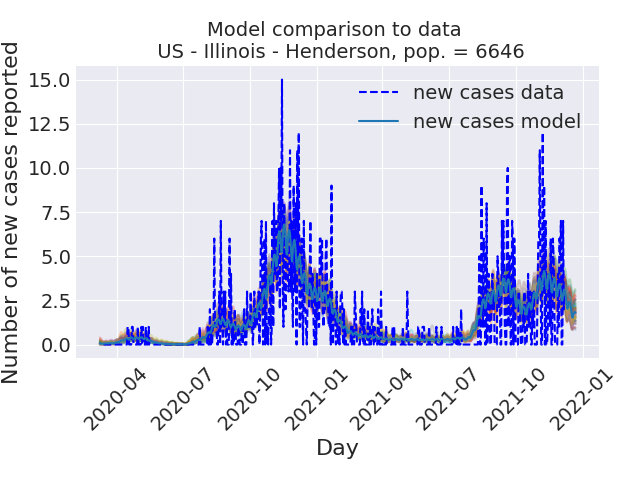 Model comparison to data
US - Illinois - Henderson, pop. = 6646
new cases data
new cases model
Number of new cases reported
15.0
12.5
10.0
7.5
5.0
2.5
0.0
2020-04
2020-07
2020-10
2021-01
2021-04
2021-07
2021-10
2022-01
Day